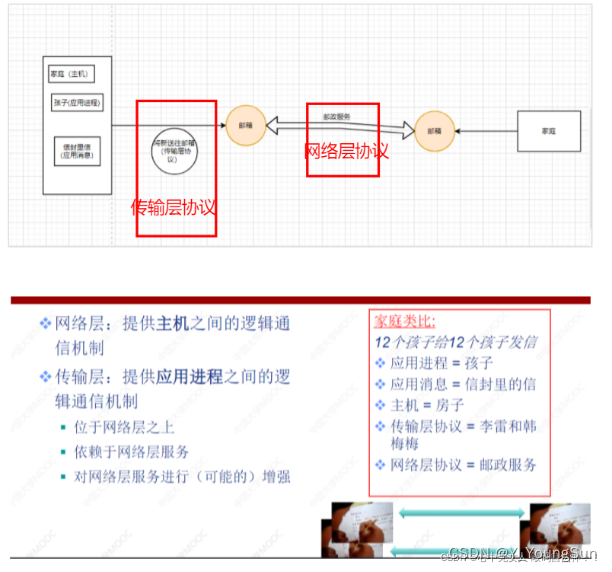 家庭（主机）
孩子(应用进程)
信封里信
(应用消息)
将断送往邮稿
(传输层协
议)
传输层协议
邮稿
邮政服务
网络层协议
邮稿
家庭
网络层：提供主机之间的逻辑通
信机制
传输层：提供应用进程之间的逻
辑通信机制
位于网络层之上
依赖于网络层服务
对网络层服务进行（可能的）增强
家庭类比:
12个孩子给12个孩子发信
应用进程 = 孩子
应用消息 = 信封里的信
主机 = 房子
传输层协议 = 李雷和韩
梅梅
网络层协议 = 邮政服务
CSDN @Y.YoungSun